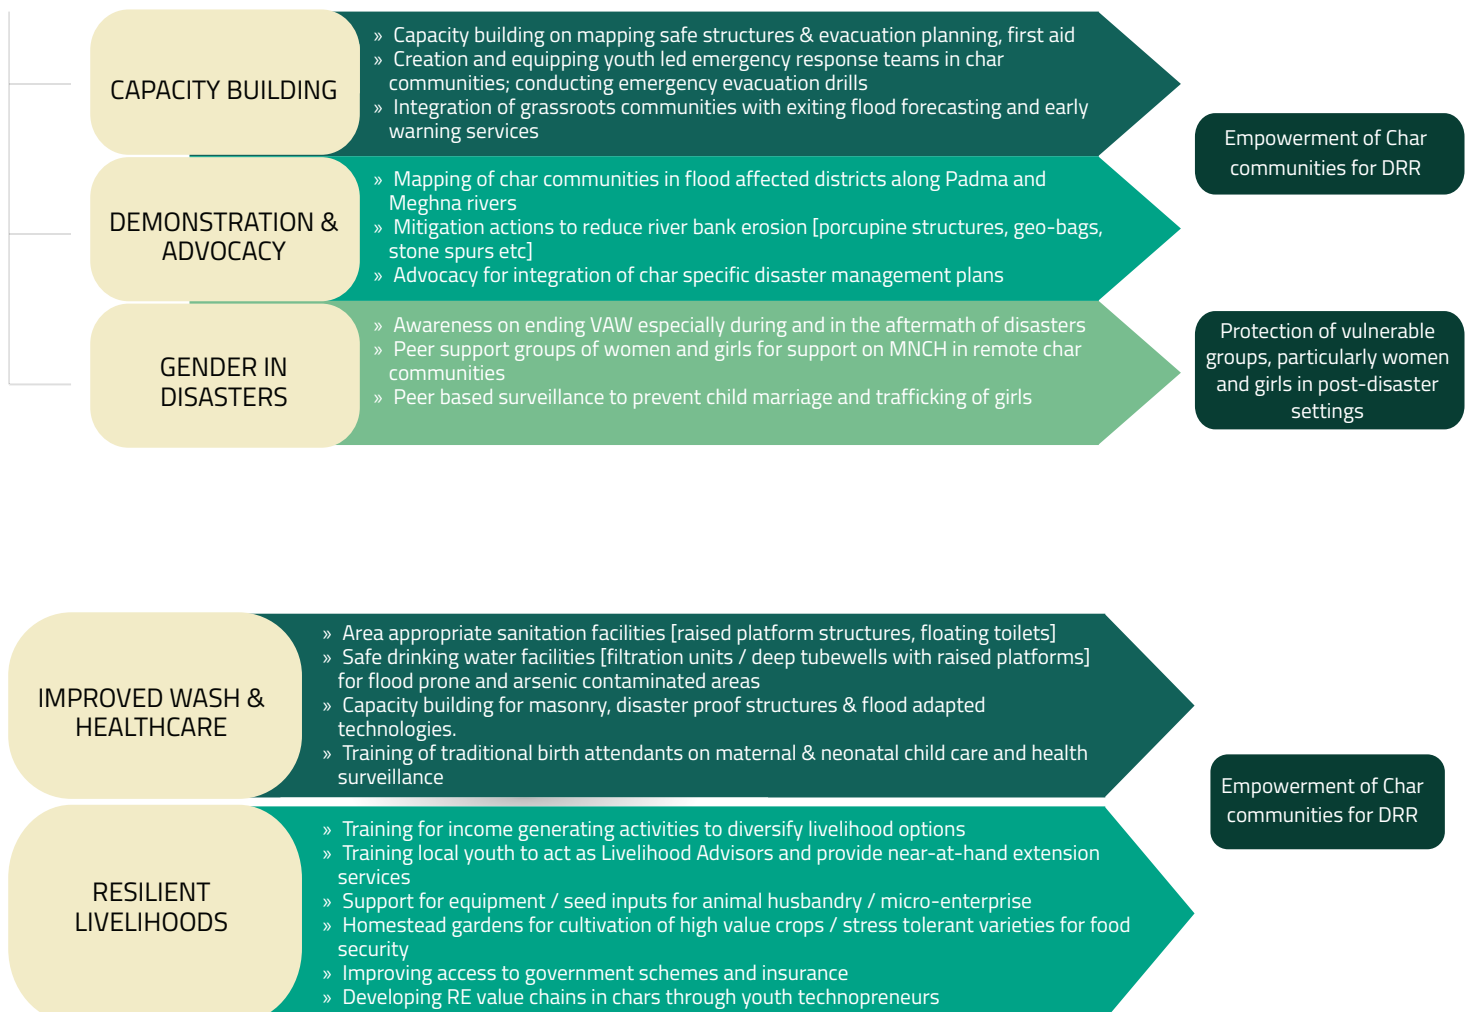 CAPACITY BUILDING
» Capacity building on mapping safe structures & evacuation planning, first aid
» Creation and equipping youth led emergency response teams in char
communities; conducting emergency evacuation drills
» Integration of grassroots communities with exiting flood forecasting and early
warning services
Empowerment of Char
communities for DRR
DEMONSTRATION &
ADVOCACY
» Mapping of char communities in flood affected districts along Padma and
Meghna rivers
» Mitigation actions to reduce river bank erosion [porcupine structures, geo-bags,
stone spurs etc]
» Advocacy for integration of char specific disaster management plans
GENDER IN
DISASTERS
» Awareness on ending VAW especially during and in the aftermath of disasters
» Peer support groups of women and girls for support on MNCH in remote char
communities
» Peer based surveillance to prevent child marriage and trafficking of girls
Protection of vulnerable
groups, particularly women
and girls in post-disaster
settings
IMPROVED WASH &
HEALTHCARE
» Area appropriate sanitation facilities [raised platform structures, floating toilets]
» Safe drinking water facilities [filtration units / deep tubewells with raised platforms]
for flood prone and arsenic contaminated areas
» Capacity building for masonry, disaster proof structures & flood adapted
technologies.
» Training of traditional birth attendants on maternal & neonatal child care and health
surveillance
Empowerment of Char
communities for DRR
RESILIENT
LIVELIHOODS
» Training for income generating activities to diversify livelihood options
» Training local youth to act as Livelihood Advisors and provide near-at-hand extension
services
» Support for equipment / seed inputs for animal husbandry / micro-enterprise
» Homestead gardens for cultivation of high value crops / stress tolerant varieties for food
security
» Improving access to government schemes and insurance
» Developing RE value chains in chars through youth technopreneurs